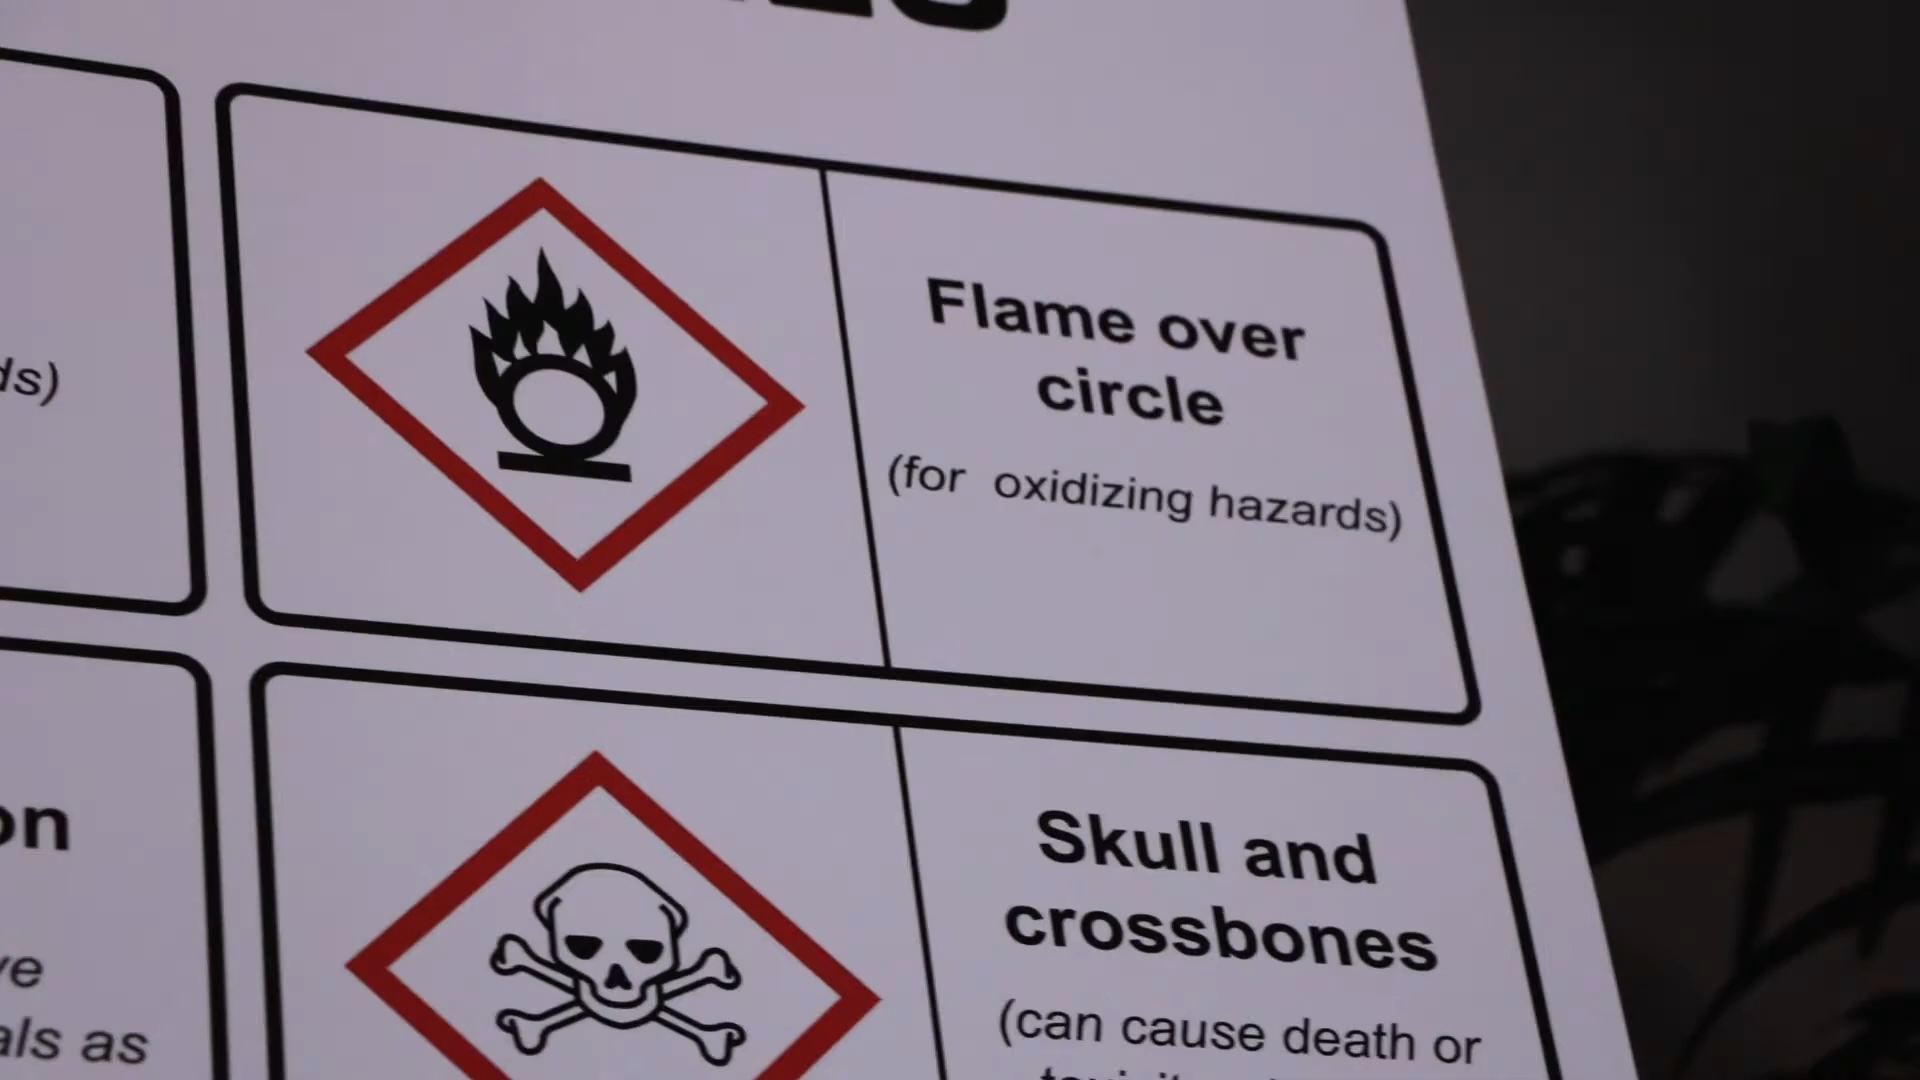 ds)
Flame over
circle
(for oxidizing hazards)
on
ve
als as
Skull and
crossbones
(can cause death or